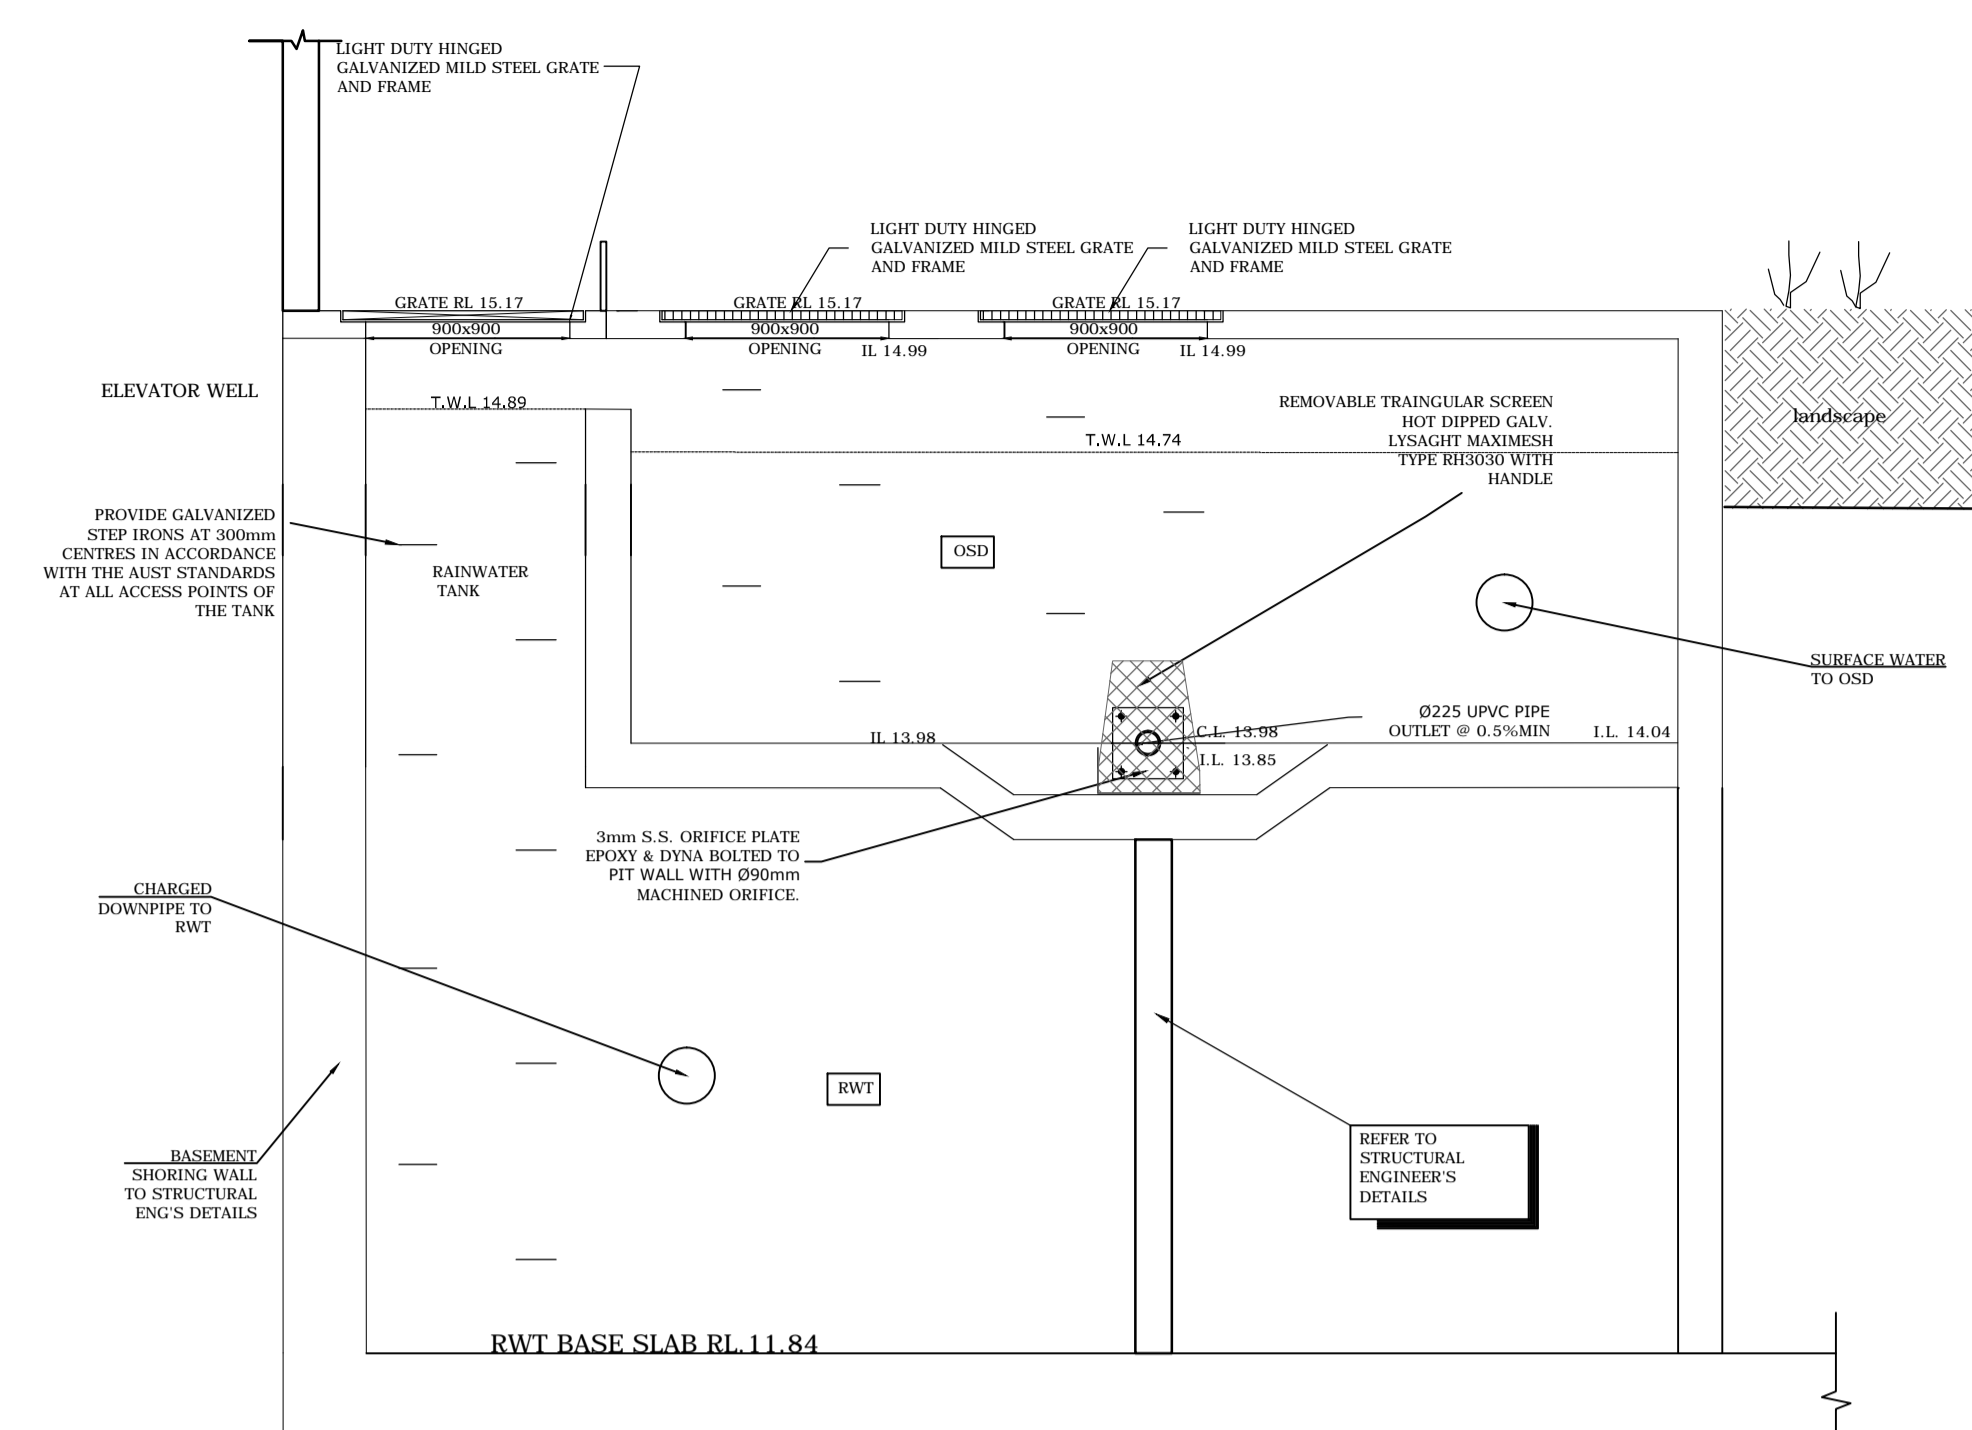 LIGHT DUTY HINGED
GALVANIZED MILD STEEL GRATE
AND FRAME
LIGHT DUTY HINGED
GALVANIZED MILD STEEL GRATE
AND FRAME
LIGHT DUTY HINGED
GALVANIZED MILD STEEL GRATE
AND FRAME
GRATE RL 15.17
900x900
OPENING
GRATE RL 15.17
900x900
OPENING
IL 14.99
GRATE RL 15.17
900x900
OPENING
IL 14.99
ELEVATOR WELL
T.W.L 14.89
T.W.L 14.74
REMOVABLE TRAINGULAR SCREEN
HOT DIPPED GALV.
LYSAGHT MAXIMESH
TYPE RH3030 WITH
HANDLE
landscape
PROVIDE GALVANIZED
STEP IRONS AT 300mm
CENTRES IN ACCORDANCE
WITH THE AUST STANDARDS
AT ALL ACCESS POINTS OF
THE TANK
RAINWATER
TANK
OSD
SURFACE WATER
TO OSD
Ø225 UPVC PIPE
OUTLET @ 0.5%MIN
I.L. 14.04
IL 13.98
C.L. 13.98
I.L. 13.85
3mm S.S. ORIFICE PLATE
EPOXY & DYNA BOLTED TO
PIT WALL WITH Ø90mm
MACHINED ORIFICE.
CHARGED
DOWNPIPE TO
RWT
RWT
BASEMENT
SHORING WALL
TO STRUCTURAL
ENG'S DETAILS
REFER TO
STRUCTURAL
ENGINEER'S
DETAILS
RWT BASE SLAB RL.11.84